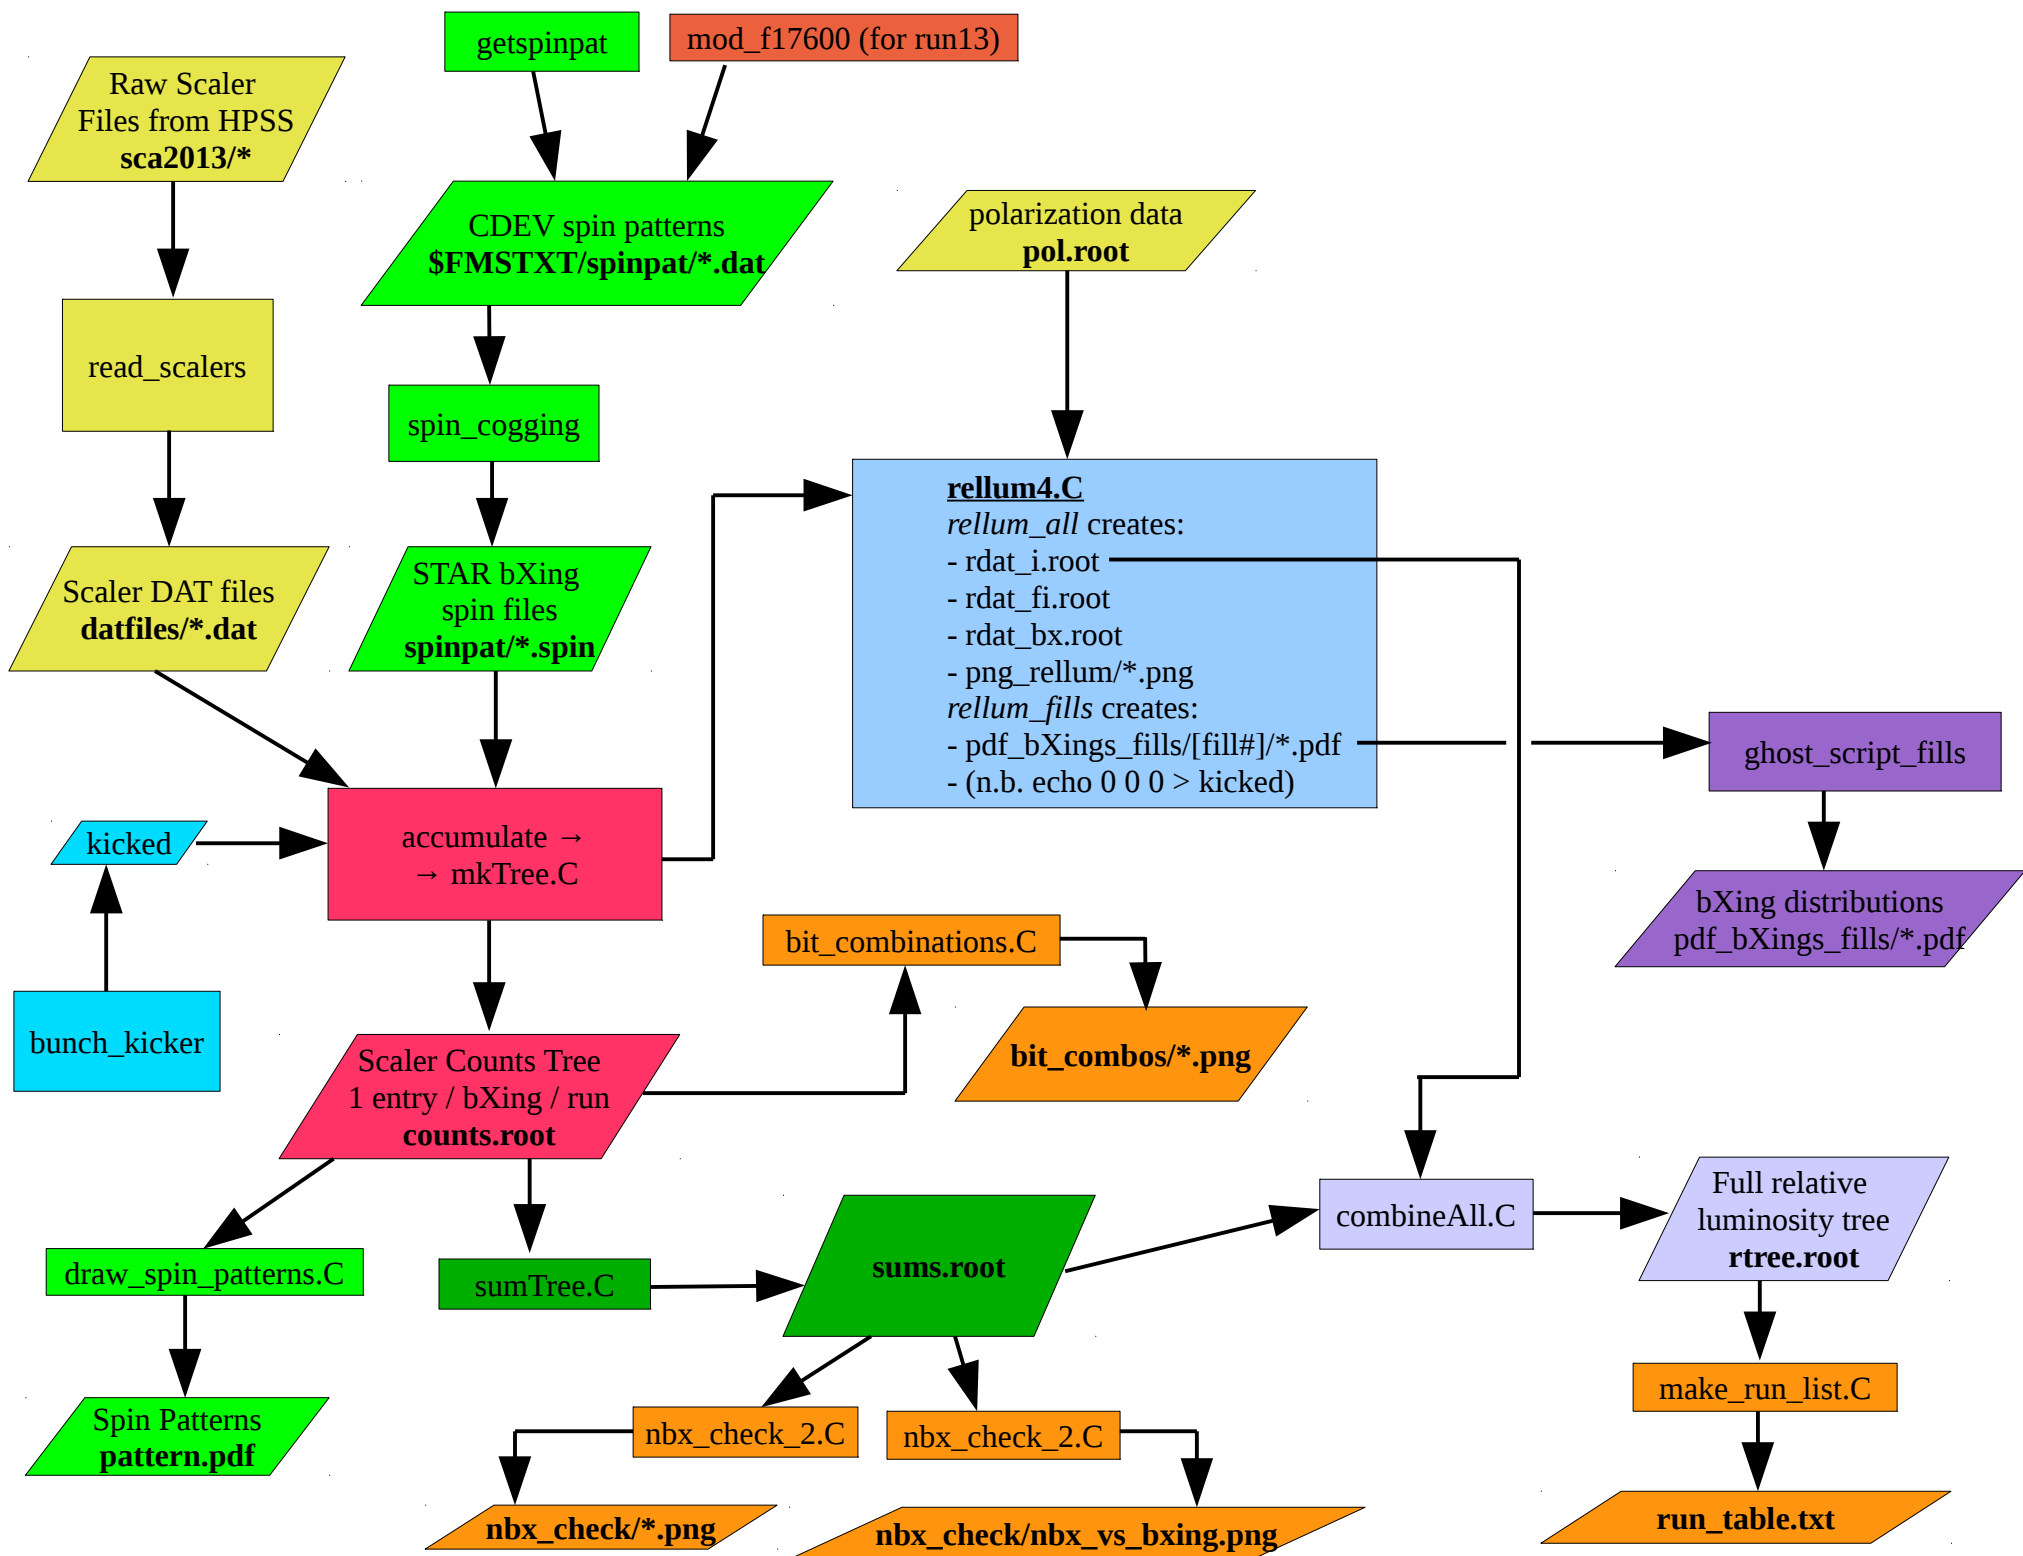 getspinpat
mod_f17600 (for run13)
Raw Scaler
Files from HPSS
sca2013/*
CDEV spin patterns
$FMSTXT/spinpat/*.dat
polarization data
pol.root
read_scalers
spin_cogging
rellum4.C
rellum_all creates:
- rdat_i.root
- rdat_fi.root
- rdat_bx.root
- png_rellum/*.png
rellum_fills creates:
- pdf_bXings_fills/[fill#]/*.pdf
- (n.b. echo 0 0 0 > kicked)
Scaler DAT files
datfiles/*.dat
STAR bXing
spin files
spinpat/*.spin
ghost_script_fills
kicked
accumulate →
→ mkTree.C
bXing distributions
pdf_bXings_fills/*.pdf
bit_combinations.C
bunch_kicker
bit_combos/*.png
Scaler Counts Tree
1 entry / bXing / run
counts.root
combineAll.C
Full relative
luminosity tree
rtree.root
draw_spin_patterns.C
sumTree.C
sums.root
make_run_list.C
Spin Patterns
pattern.pdf
nbx_check_2.C
nbx_check_2.C
nbx_check/*.png
nbx_check/nbx_vs_bxing.png
run_table.txt